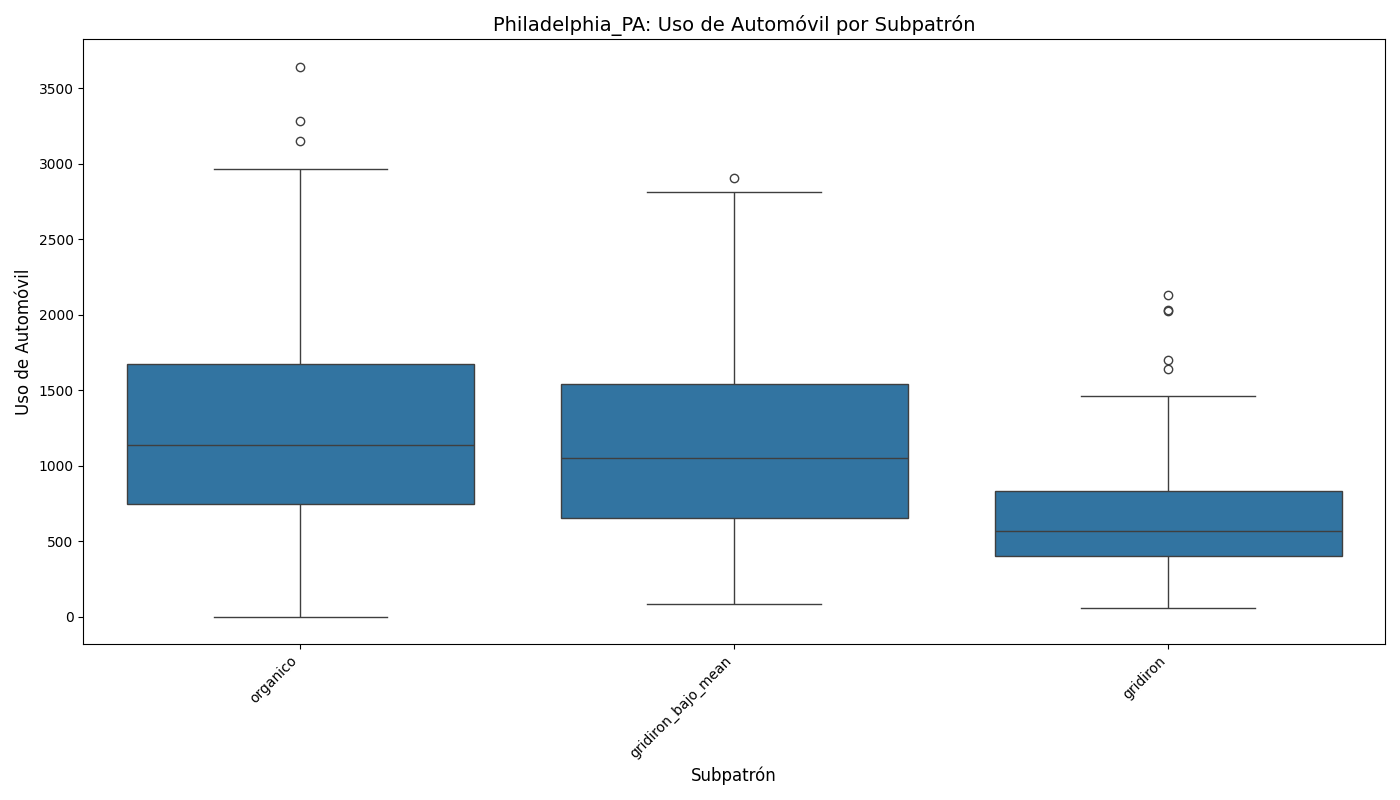 Philadelphia_PA: Uso de Automóvil por Subpatrón
Uso de Automóvil
3500
3000
2500
2000
1500
1000
500
0
organico
gridiron_bajo_mean
gridiron
Subpatrón